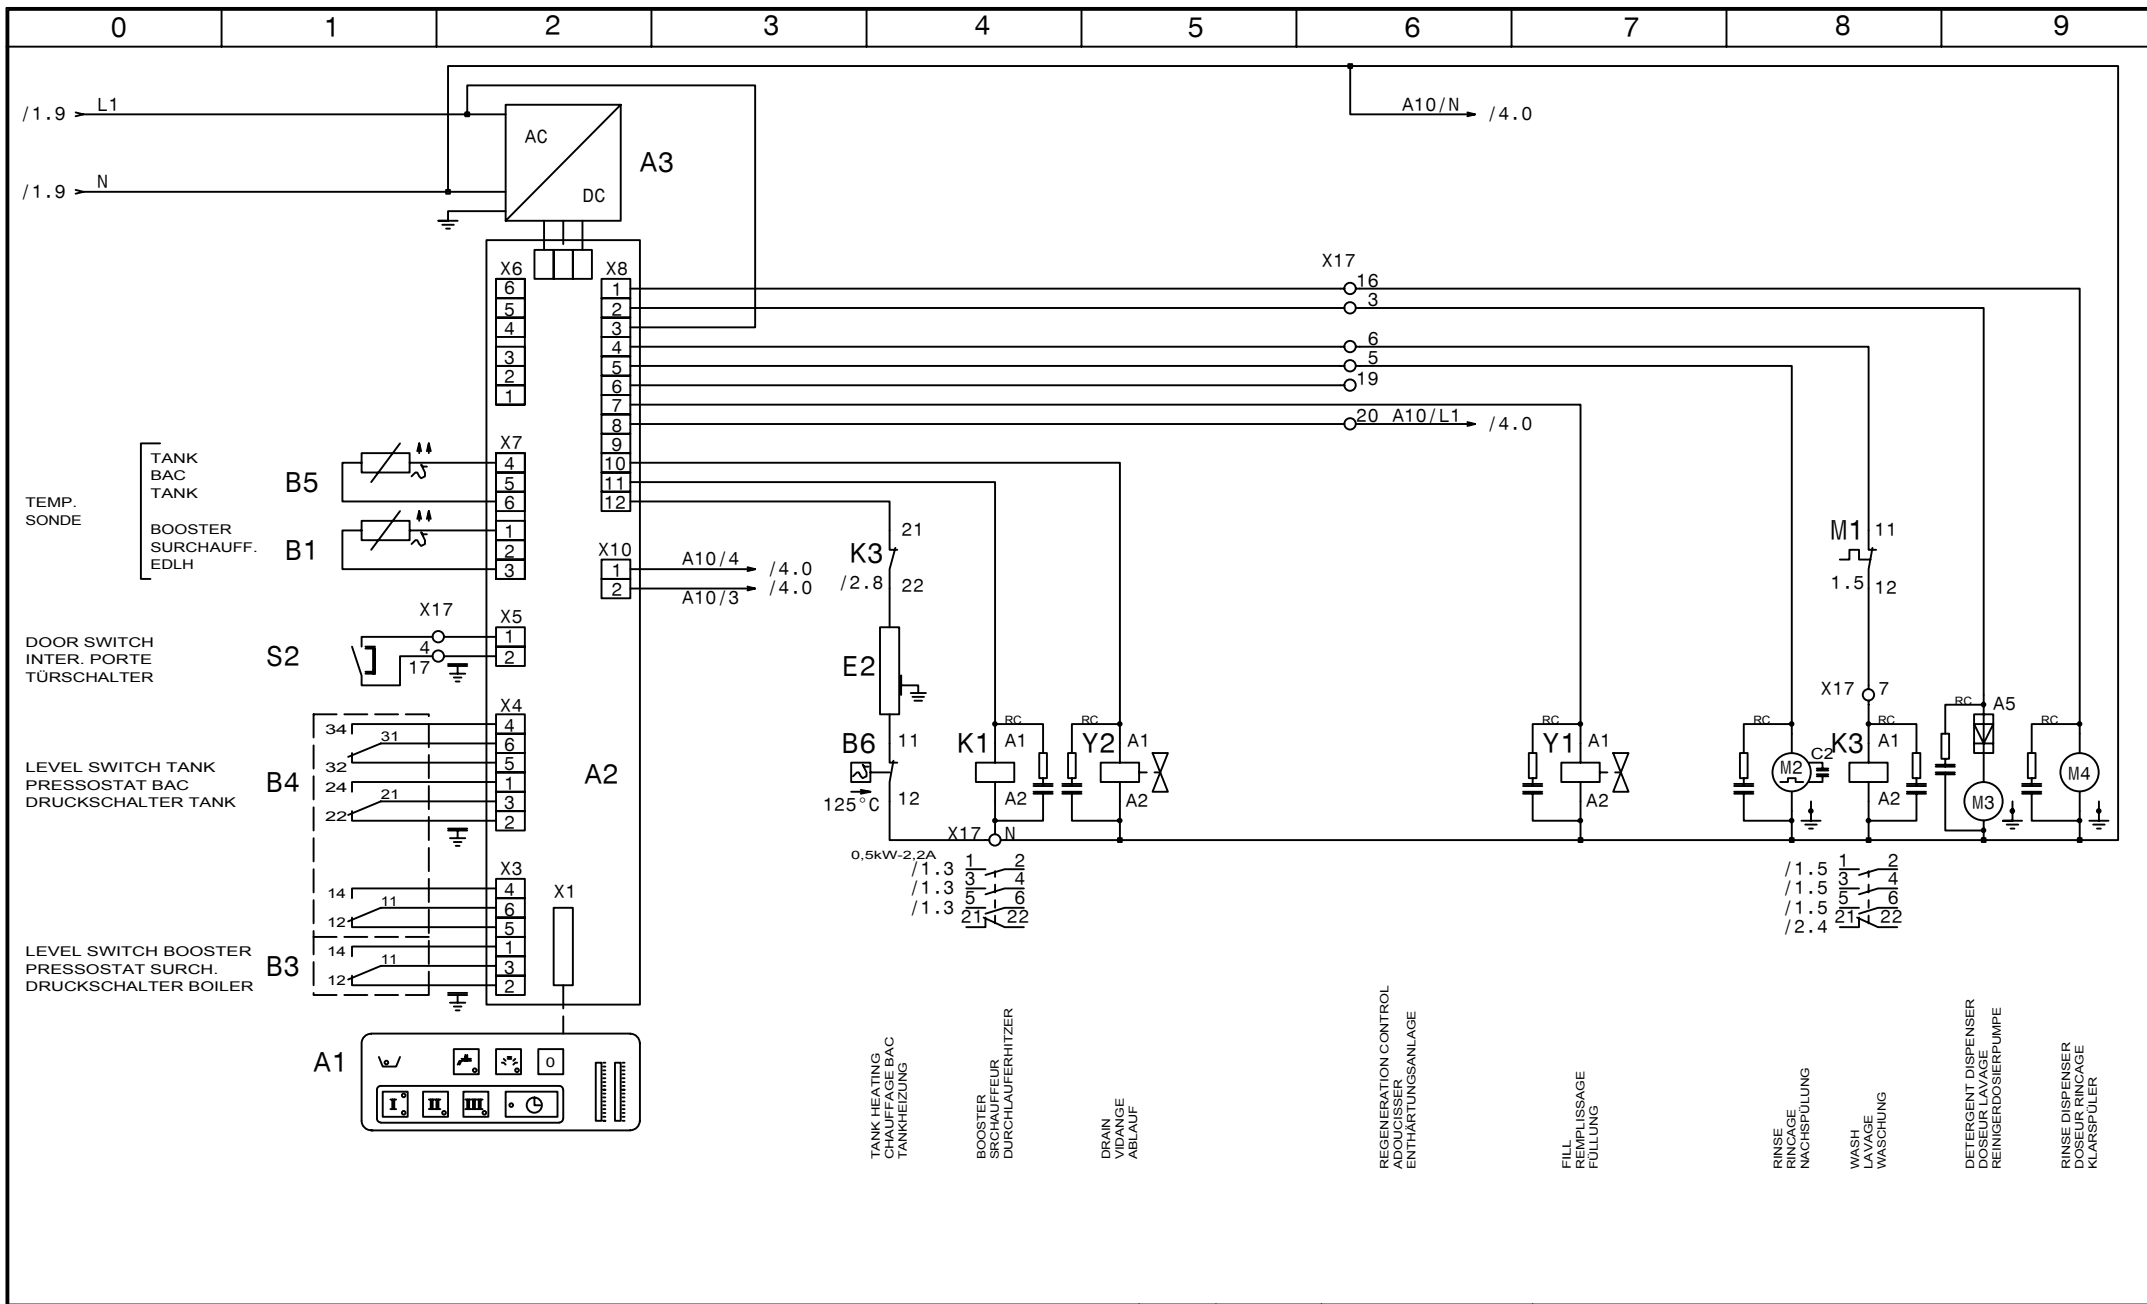 0 1 2 3 4 5 6 7 8 9
/1.9 L1
A10/N /4.0
AC
DC
A3
/1.9 N
X6
6
5
4
3
2
1
X8
1
2
3
4
5
6
7
8
9
10
11
12
X17
16
3
6
5
19
20 A10/L1 /4.0
TEMP.
SONDE
TANK
BAC
TANK
BOOSTER
SURCHAUFF.
EDLH
B5
B1
X7
4
5
6
1
2
3
X10
1
2
A10/4 /4.0
A10/3 /4.0
DOOR SWITCH
INTER. PORTE
TÜRSCHALTER
S2
X17
4
17
X5
1
2
LEVEL SWITCH TANK
PRESSOSTAT BAC
DRUCKSCHALTER TANK
B4
34
31
32
24
21
22
14
11
12
X4
4
6
5
1
3
2
A2
X3
4
6
5
1
3
2
X1
LEVEL SWITCH BOOSTER
PRESSOSTAT SURCH.
DRUCKSCHALTER BOILER
B3
14
11
12
A1
0
I II III
21
K3
/2.8 22
E2
B6 11
125°C 12
0,5kW-2,2A
K1 RC
A1
A2
X17 N
/1.3 1 2
/1.3 3 4
/1.3 5 6
21 22
RC
Y2 A1
A2
RC
Y1 A1
A2
RC
M2 C2
M1 11
1.5 12
X17 7
RC
K3 A1
A2
/1.5 1 2
/1.5 3 4
/1.5 5 6
/2.4 21 22
RC A5
M3
RC
M4
TANK HEATING
CHAUFFAGE BAC
TANKHEIZUNG
BOOSTER
SRCHAUFFEUR
DURCHLAUFERHITZER
DRAIN
VIDANGE
ABLAUF
REGENERATION CONTROL
ADOUCISSER
ENTHÄRTUNGSANLAGE
FILL
REMPLISSAGE
FÜLLUNG
RINSE
RINCAGE
NACHSPÜLUNG
WASH
LAVAGE
WASCHUNG
DETERGENT DISPENSER
DOSEUR LAVAGE
REINIGERDOSIERPUMPE
RINSE DISPENSER
DOSEUR RINCAGE
KLARSPÜLER